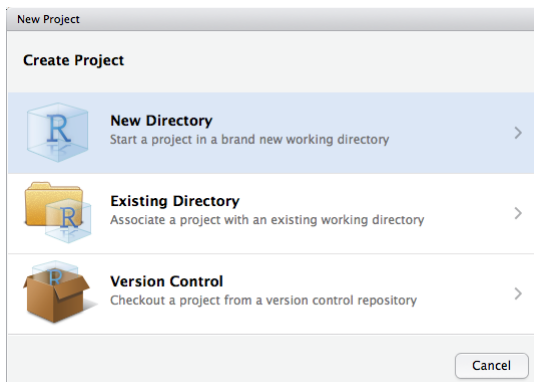 New Project
Create Project
R
New Directory
Start a project in a brand new working directory
R
Existing Directory
Associate a project with an existing working directory
R
Version Control
Checkout a project from a version control repository
Cancel